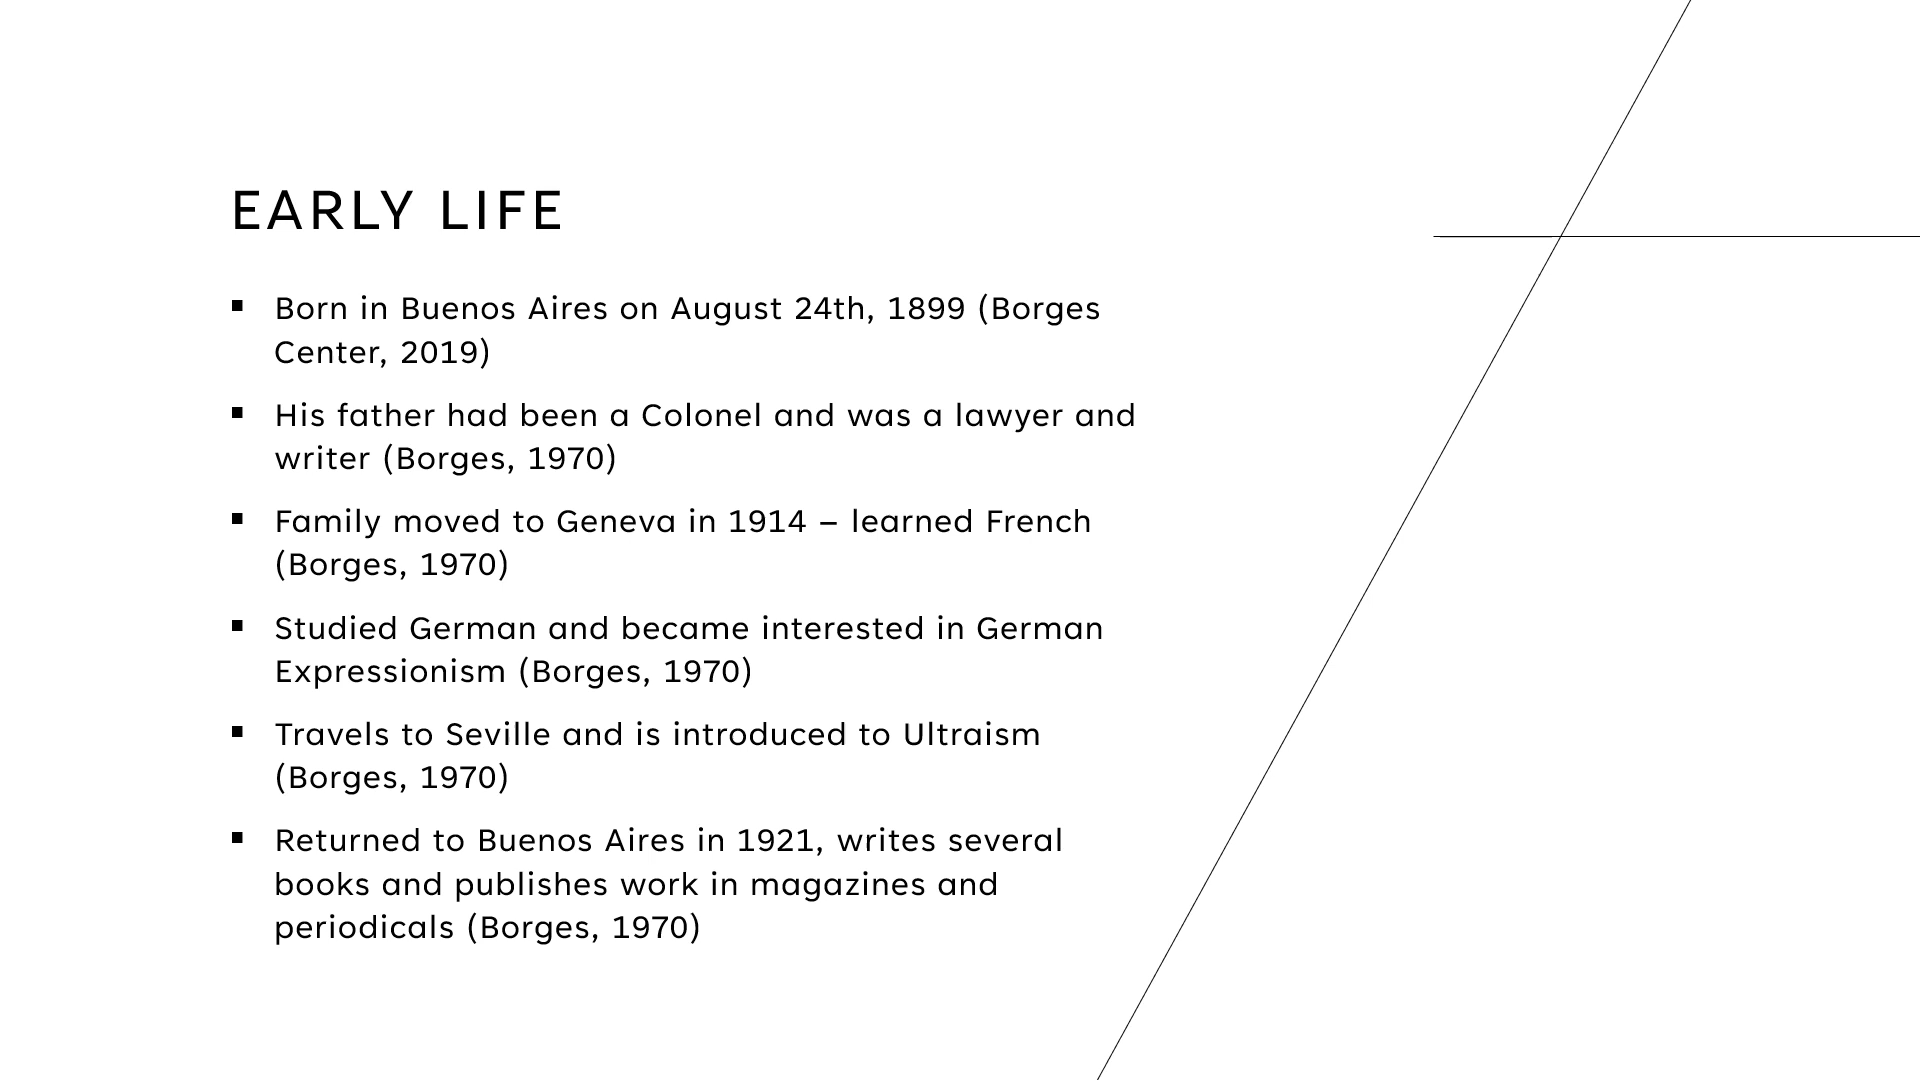 EARLY LIFE
▪ Born in Buenos Aires on August 24th, 1899 (Borges
Center, 2019)
▪ His father had been a Colonel and was a lawyer and
writer (Borges, 1970)
▪ Family moved to Geneva in 1914 – learned French
(Borges, 1970)
▪ Studied German and became interested in German
Expressionism (Borges, 1970)
▪ Travels to Seville and is introduced to Ultraism
(Borges, 1970)
▪ Returned to Buenos Aires in 1921, writes several
books and publishes work in magazines and
periodicals (Borges, 1970)